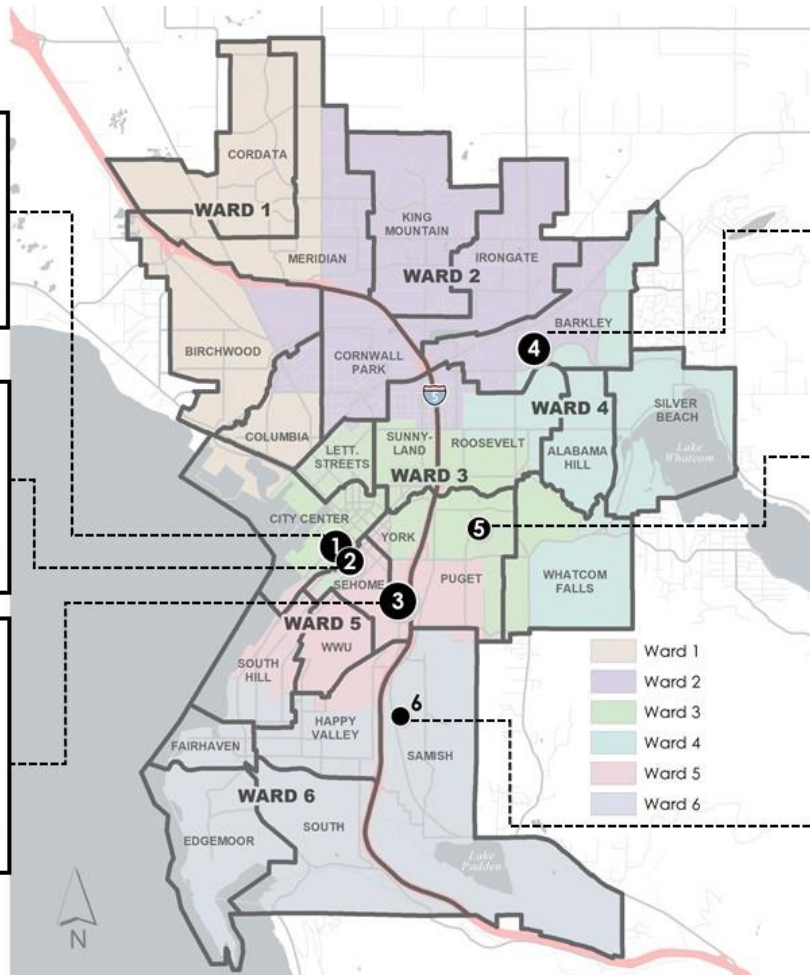 CORDATA
WARD 1
KING
MOUNTAIN
IRONGATE
MERIDIAN
WARD 2
BARKLEY
4
BIRCHWOOD
CORNWALL
PARK
5
WARD 4
SILVER
BEACH
COLUMBIA
LETT.
STREETS
SUNNY-
LAND
ROOSEVELT
ALABAMA
HILL
Lake
Whatcom
WARD 3
CITY CENTER
1
2
YORK
5
SEHOME
3
PUGET
WHATCOM
FALLS
WARD 5
WWU
SOUTH
HILL
6
HAPPY
VALLEY
FAIRHAVEN
SAMISH
WARD 6
EDGEMOOR
SOUTH
Lake
Padden
N
Ward 1
Ward 2
Ward 3
Ward 4
Ward 5
Ward 6